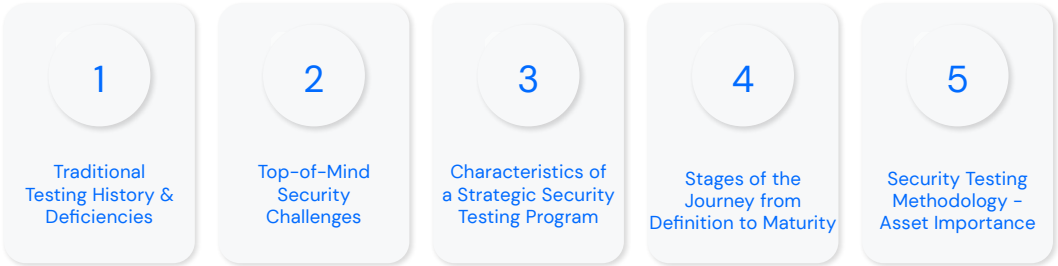 1
Traditional
Testing History &
Deficiencies
2
Top-of-Mind
Security
Challenges
3
Characteristics of
a Strategic Security
Testing Program
4
Stages of the
Journey from
Definition to Maturity
5
Security Testing
Methodology -
Asset Importance